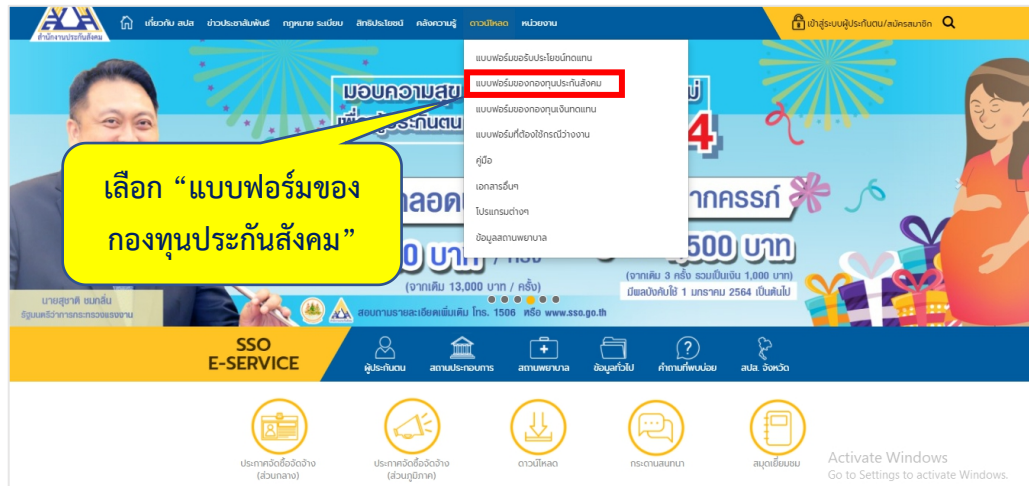 สำนักงานประกันสังคม
เกี่ยวกับ สปส ข่าวประชาสัมพันธ์ กฎหมาย ระเบียบ สิทธิประโยชน์ คลังความรู้ ดาวน์โหลด หน่วยงาน
เข้าสู่ระบบผู้ประกันตน/สมัครสมาชิก
แบบฟอร์มขอรับประโยชน์ทดแทน
แบบฟอร์มของกองทุนประกันสังคม
แบบฟอร์มของกองทุนเงินทดแทน
แบบฟอร์มที่ต้องใช้กรณีว่างงาน
คู่มือ
เอกสารอื่นๆ
โปรแกรมต่างๆ
ข้อมูลสถานพยาบาล
มอบความสุข
4
เลือก “แบบฟอร์มของ
กองทุนประกันสังคม”
500 บาท
0 บาท / ครั้ง
(จากเดิม 13,000 บาท / ครั้ง)
(จากเดิม 3 ครั้ง รวมเป็นเงิน 1,000 บาท)
มีผลบังคับใช้ 1 มกราคม 2564 เป็นต้นไป
นายสุชาติ ชมกลิ่น
รัฐมนตรีว่าการกระทรวงแรงงาน
สอบถามรายละเอียดเพิ่มเติม โทร. 1506 หรือ www.sso.go.th
SSO
E-SERVICE
ผู้ประกันตน สถานประกอบการ สถานพยาบาล ข้อมูลทั่วไป คำถามที่พบบ่อย สปส. จังหวัด
ประกาศจัดซื้อจัดจ้าง
(ส่วนกลาง)
ประกาศจัดซื้อจัดจ้าง
(ส่วนภูมิภาค)
ดาวน์โหลด
กระดานสนทนา
สมุดเยี่ยมชม
Activate Windows
Go to Settings to activate Windows.